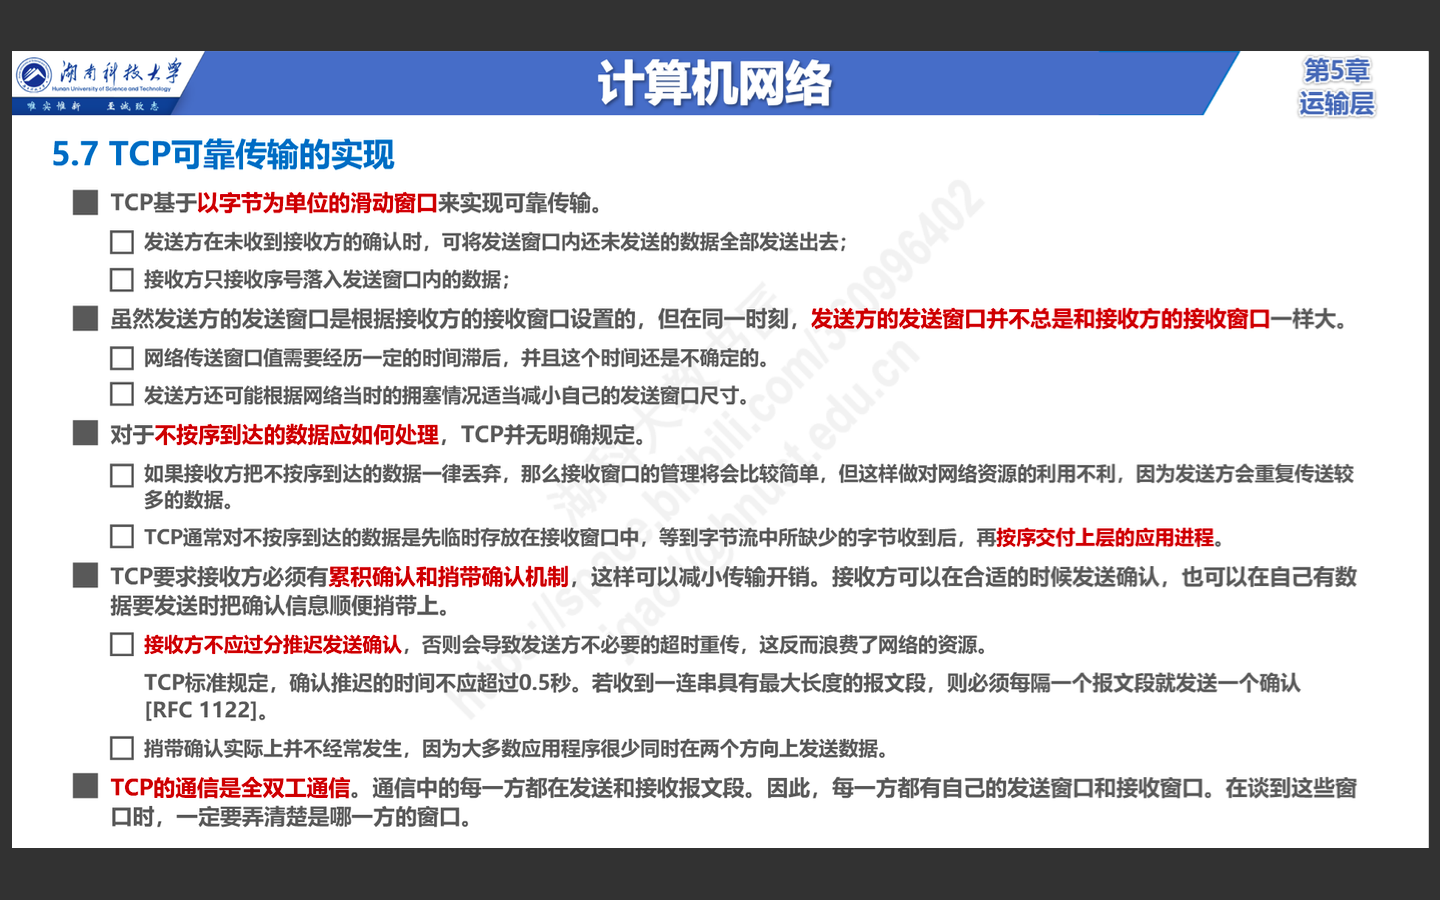 湖南科技大学
Hunan University of Science and Technology
唯实惟新 至诚致志
计算机网络
第5章
运输层
5.7 TCP可靠传输的实现
TCP基于以字节为单位的滑动窗口来实现可靠传输。
发送方在未收到接收方的确认时，可将发送窗口内还未发送的数据全部发送出去；
接收方只接收序号落入发送窗口内的数据；
虽然发送方的发送窗口是根据接收方的接收窗口设置的，但在同一时刻，发送方的发送窗口并不总是和接收方的接收窗口一样大。
网络传送窗口值需要经历一定的时间滞后，并且这个时间还是不确定的。
发送方还可能根据网络当时的拥塞情况适当减小自己的发送窗口尺寸。
对于不按序到达的数据应如何处理，TCP并无明确规定。
如果接收方把不按序到达的数据一律丢弃，那么接收窗口的管理将会比较简单，但这样做对网络资源的利用不利，因为发送方会重复传送较
多的数据。
TCP通常对不按序到达的数据是先临时存放在接收窗口中，等到字节流中所缺少的字节收到后，再按序交付上层的应用进程。
TCP要求接收方必须有累积确认和捎带确认机制，这样可以减小传输开销。接收方可以在合适的时候发送确认，也可以在自己有数
据要发送时把确认信息顺便捎带上。
接收方不应过分推迟发送确认，否则会导致发送方不必要的超时重传，这反而浪费了网络的资源。
TCP标准规定，确认推迟的时间不应超过0.5秒。若收到一连串具有最大长度的报文段，则必须每隔一个报文段就发送一个确认
[RFC 1122]。
捎带确认实际上并不经常发生，因为大多数应用程序很少同时在两个方向上发送数据。
TCP的通信是全双工通信。通信中的每一方都在发送和接收报文段。因此，每一方都有自己的发送窗口和接收窗口。在谈到这些窗
口时，一定要弄清楚是哪一方的窗口。